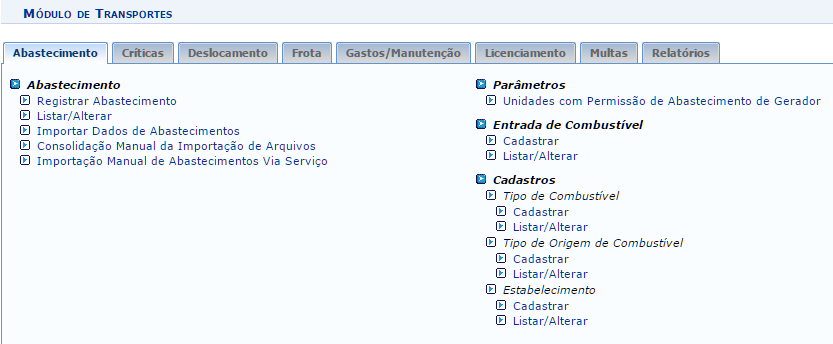 Módulo de Transportes
Abastecimento Críticas Deslocamento Frota Gastos/Manutenção Licenciamento Multas Relatórios
Abastecimento
Registrar Abastecimento
Listar/Alterar
Importar Dados de Abastecimentos
Consolidação Manual da Importação de Arquivos
Importação Manual de Abastecimentos Via Serviço
Parâmetros
Unidades com Permissão de Abastecimento de Gerador
Entrada de Combustível
Cadastrar
Listar/Alterar
Cadastros
Tipo de Combustível
Cadastrar
Listar/Alterar
Tipo de Origem de Combustível
Cadastrar
Listar/Alterar
Estabelecimento
Cadastrar
Listar/Alterar